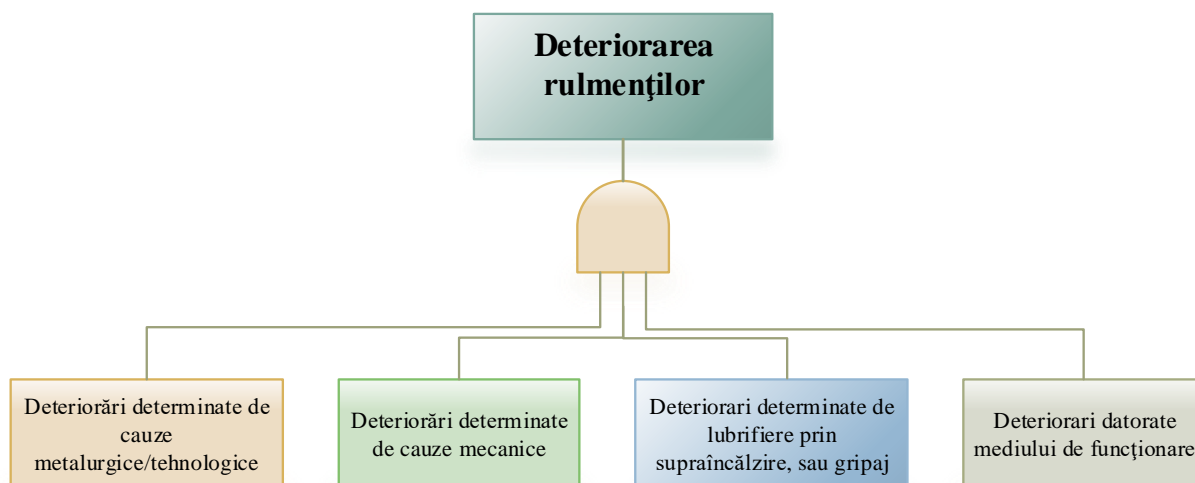 Deteriorarea
rulmenţilor
Deteriorări determinate de
cauze
metalurgice/tehnologice
Deteriorări determinate
de cauze mecanice
Deteriorari determinate de
lubrifiere prin
supraîncălzire, sau gripaj
Deteriorari datorate
mediului de funcţionare